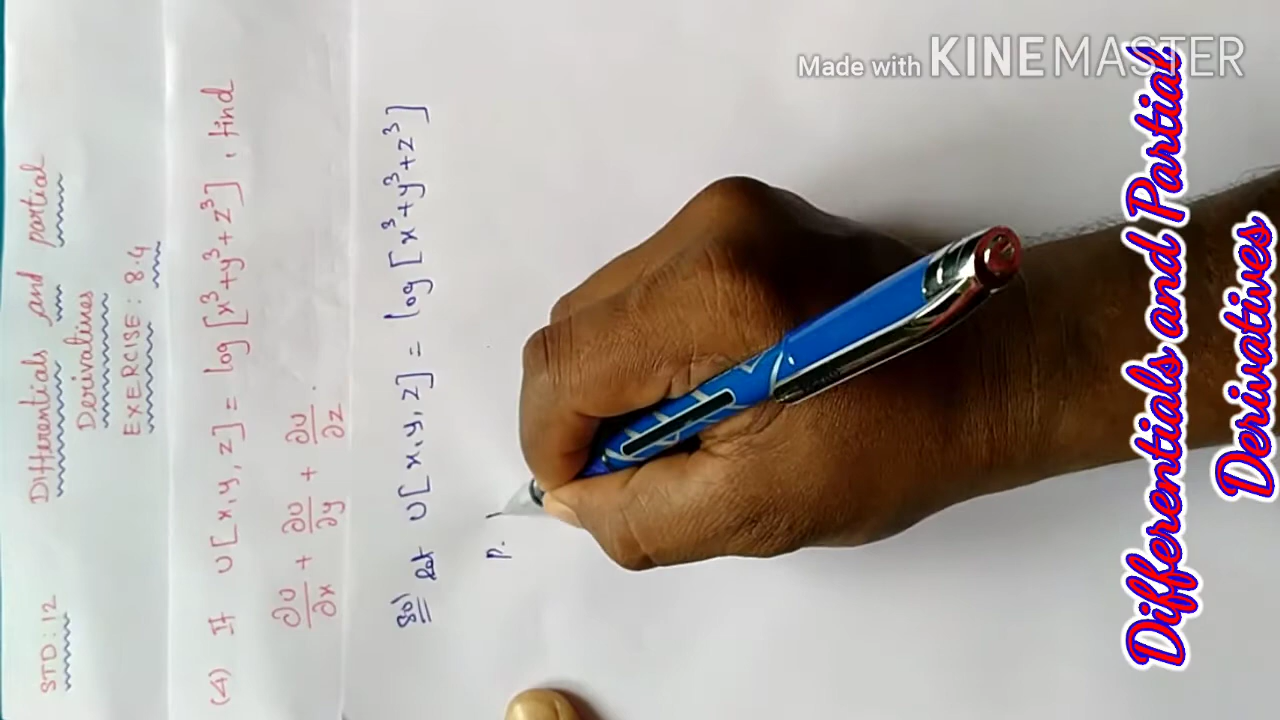 STD: 12 Differentials and partial
Derivatives
EXERCISE: 8.4
(4) If U[x,y,z] = log[x³+y³+z³], find
∂U/∂x + ∂U/∂y + ∂U/∂z.
Sol let U[x,y,z] = log[x³+y³+z³]
P.
Made with KINEMASTER
Differentials and Partial
Derivatives